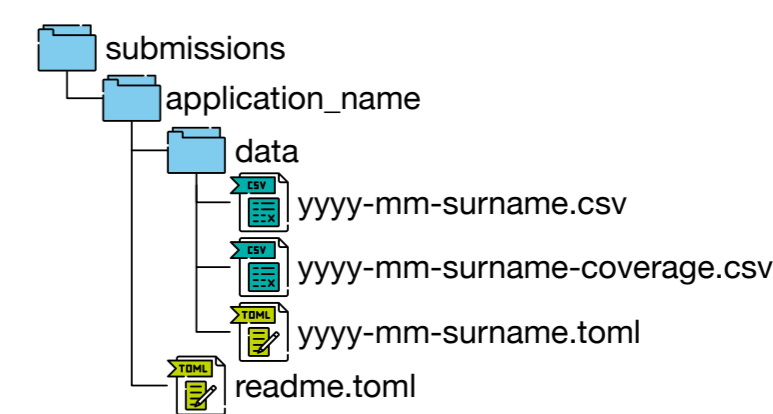 submissions
application_name
data
CSV
yyyy-mm-surname.csv
CSV
yyyy-mm-surname-coverage.csv
TOML
yyyy-mm-surname.toml
TOML
readme.toml